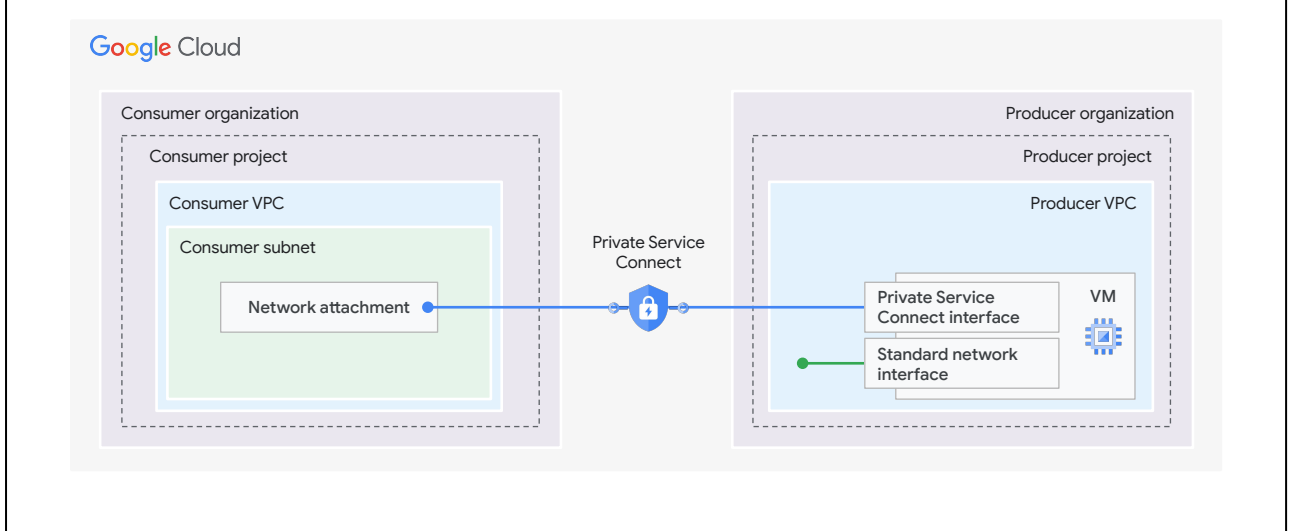 Google Cloud
Consumer organization
Consumer project
Consumer VPC
Consumer subnet
Network attachment
Private Service
Connect
Producer organization
Producer project
Producer VPC
Private Service
Connect interface
VM
Standard network
interface